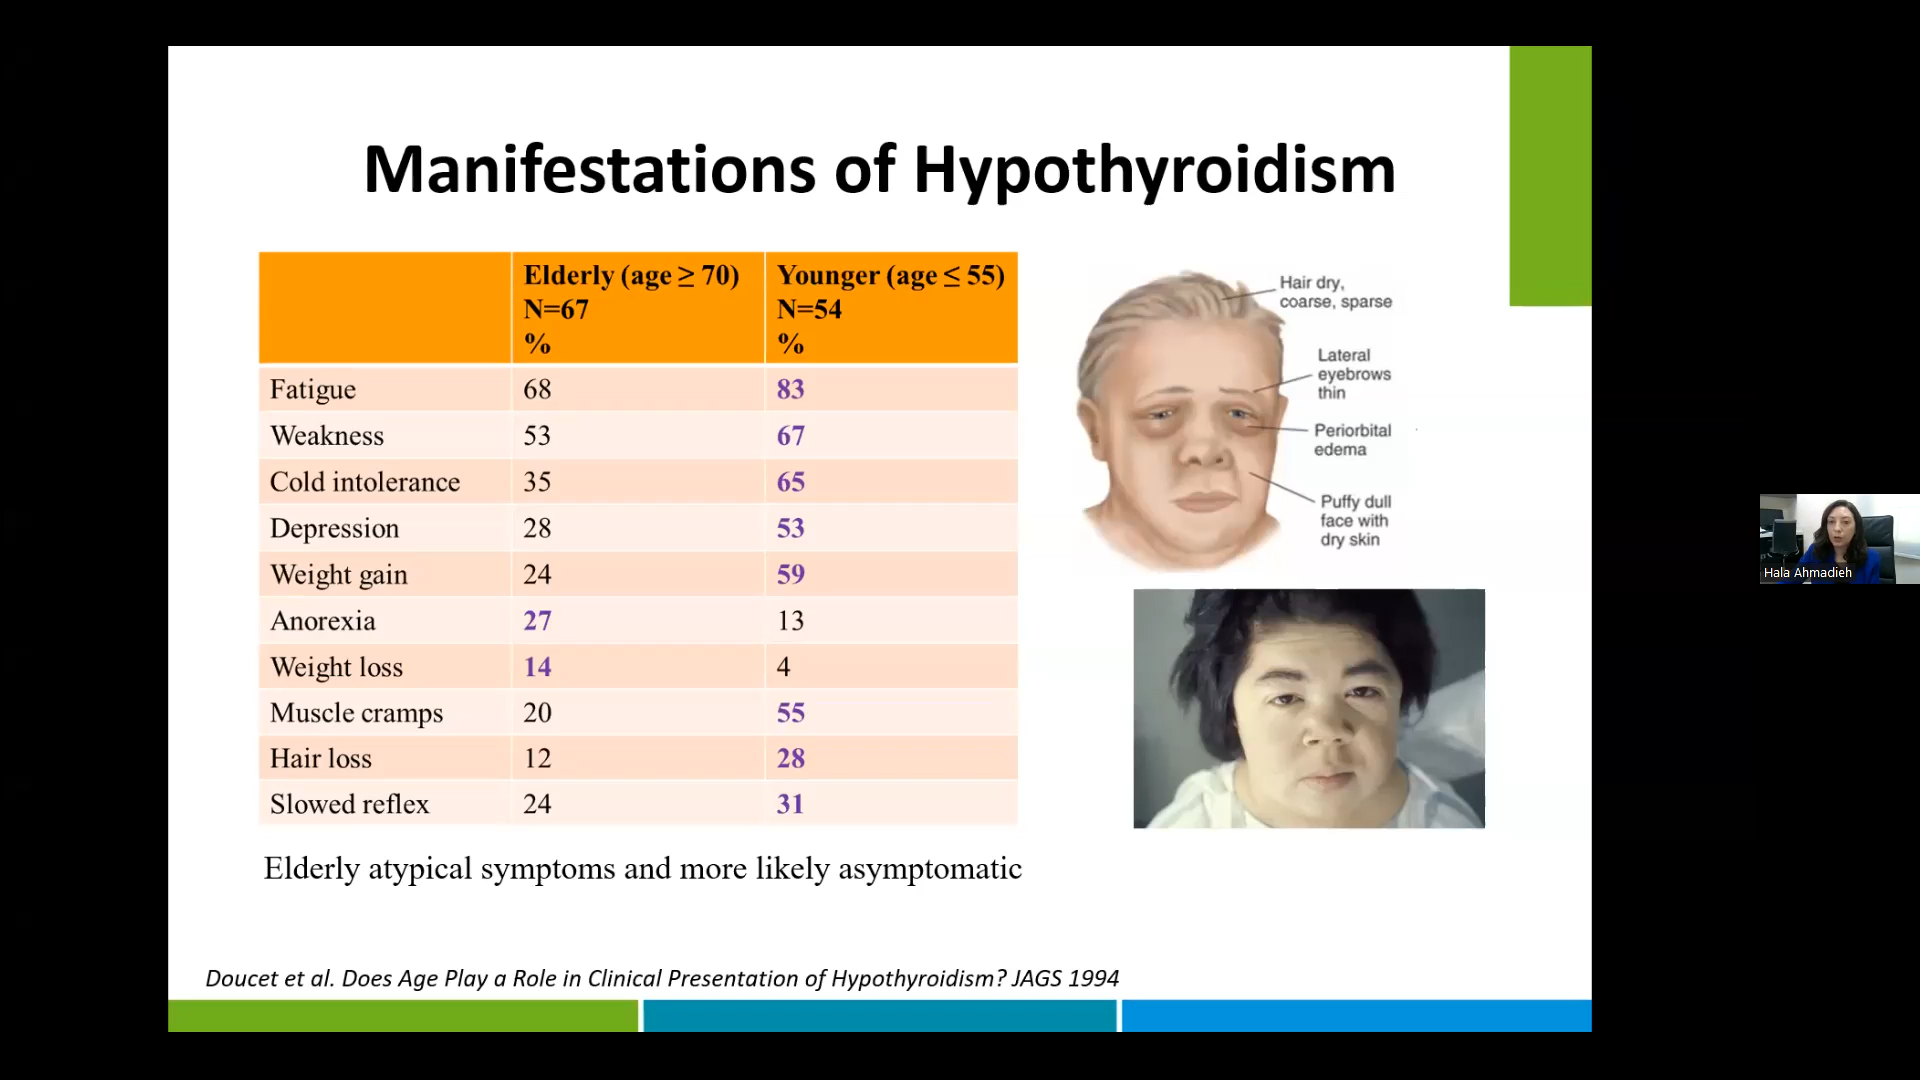 Manifestations of Hypothyroidism
Elderly (age ≥ 70) Younger (age ≤ 55)
N=67 N=54
% %
Fatigue 68 83
Weakness 53 67
Cold intolerance 35 65
Depression 28 53
Weight gain 24 59
Anorexia 27 13
Weight loss 14 4
Muscle cramps 20 55
Hair loss 12 28
Slowed reflex 24 31
Elderly atypical symptoms and more likely asymptomatic
Hair dry,
coarse, sparse
Lateral
eyebrows
thin
Periorbital
edema
Puffy dull
face with
dry skin
Hala Ahmadieh
Doucet et al. Does Age Play a Role in Clinical Presentation of Hypothyroidism? JAGS 1994